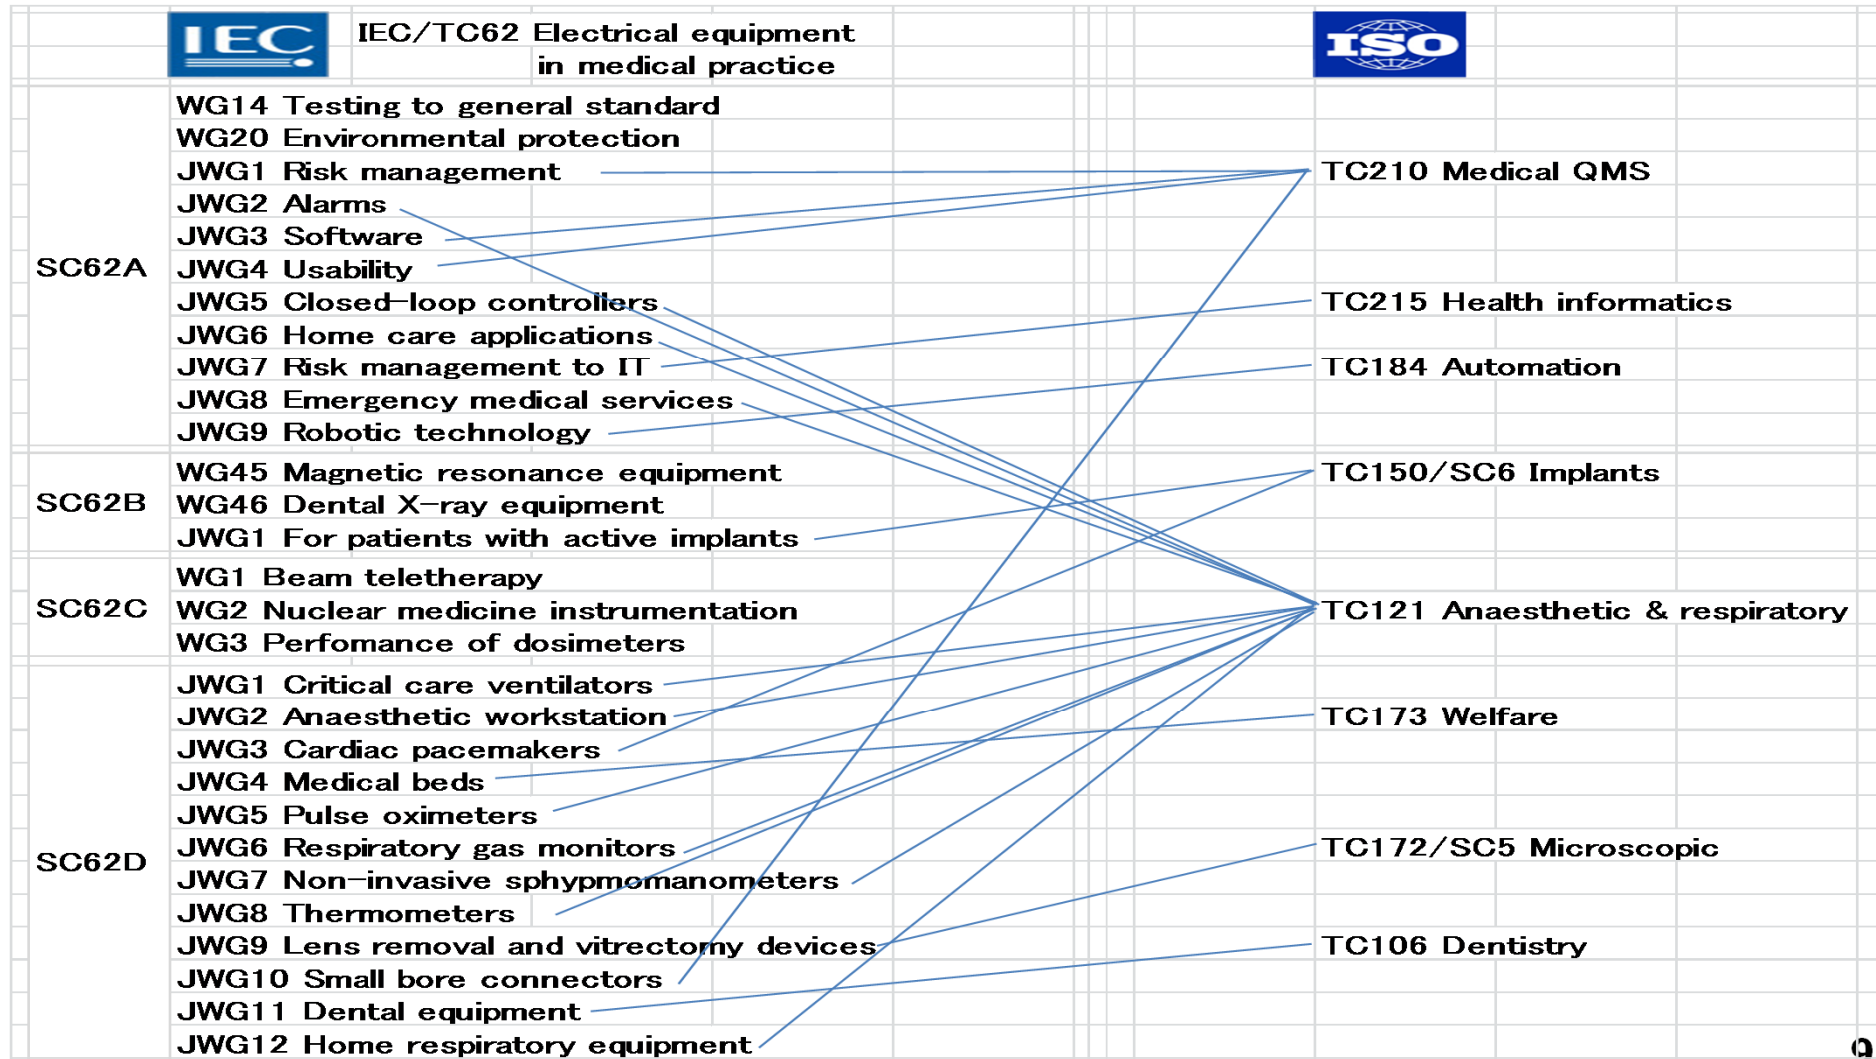 IEC
IEC/TC62 Electrical equipment
in medical practice
ISO
SC62A
WG14 Testing to general standard
WG20 Environmental protection
JWG1 Risk management
TC210 Medical QMS
JWG2 Alarms
JWG3 Software
JWG4 Usability
JWG5 Closed-loop controllers
TC215 Health informatics
JWG6 Home care applications
JWG7 Risk management to IT
TC184 Automation
JWG8 Emergency medical services
JWG9 Robotic technology
SC62B
WG45 Magnetic resonance equipment
TC150/SC6 Implants
WG46 Dental X-ray equipment
JWG1 For patients with active implants
SC62C
WG1 Beam teletherapy
WG2 Nuclear medicine instrumentation
TC121 Anaesthetic & respiratory
WG3 Perfomance of dosimeters
SC62D
JWG1 Critical care ventilators
JWG2 Anaesthetic workstation
TC173 Welfare
JWG3 Cardiac pacemakers
JWG4 Medical beds
JWG5 Pulse oximeters
JWG6 Respiratory gas monitors
TC172/SC5 Microscopic
JWG7 Non-invasive sphypmomanometers
JWG8 Thermometers
JWG9 Lens removal and vitrectomy devices
TC106 Dentistry
JWG10 Small bore connectors
JWG11 Dental equipment
JWG12 Home respiratory equipment